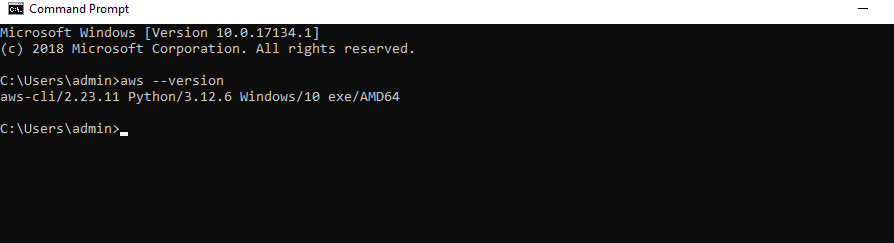 Command Prompt
Microsoft Windows [Version 10.0.17134.1]
(c) 2018 Microsoft Corporation. All rights reserved.
C:\Users\admin>aws --version
aws-cli/2.23.11 Python/3.12.6 Windows/10 exe/AMD64
C:\Users\admin>